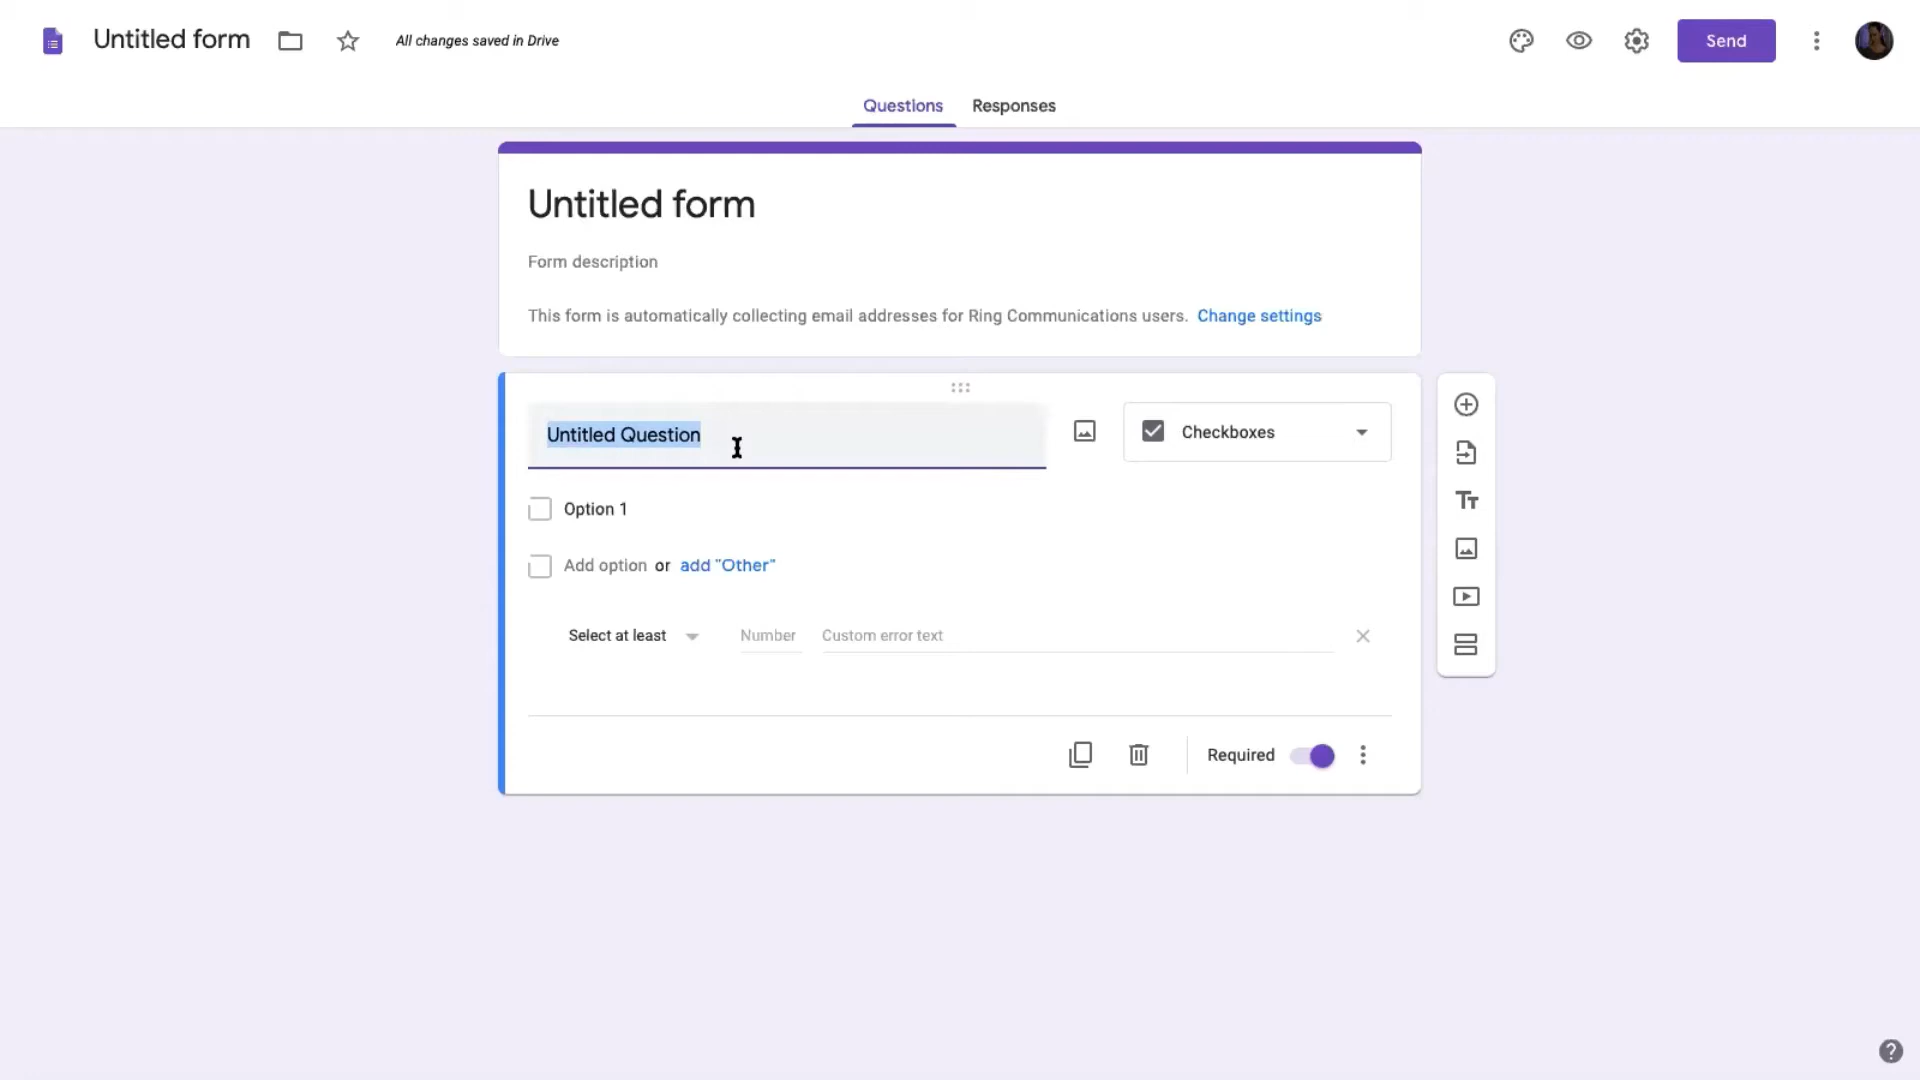 Untitled form
All changes saved in Drive
Send
Questions
Responses
Untitled form
Form description
This form is automatically collecting email addresses for Ring Communications users. Change settings
Untitled Question
Checkboxes
Option 1
Add option or add "Other"
Select at least
Number
Custom error text
Required